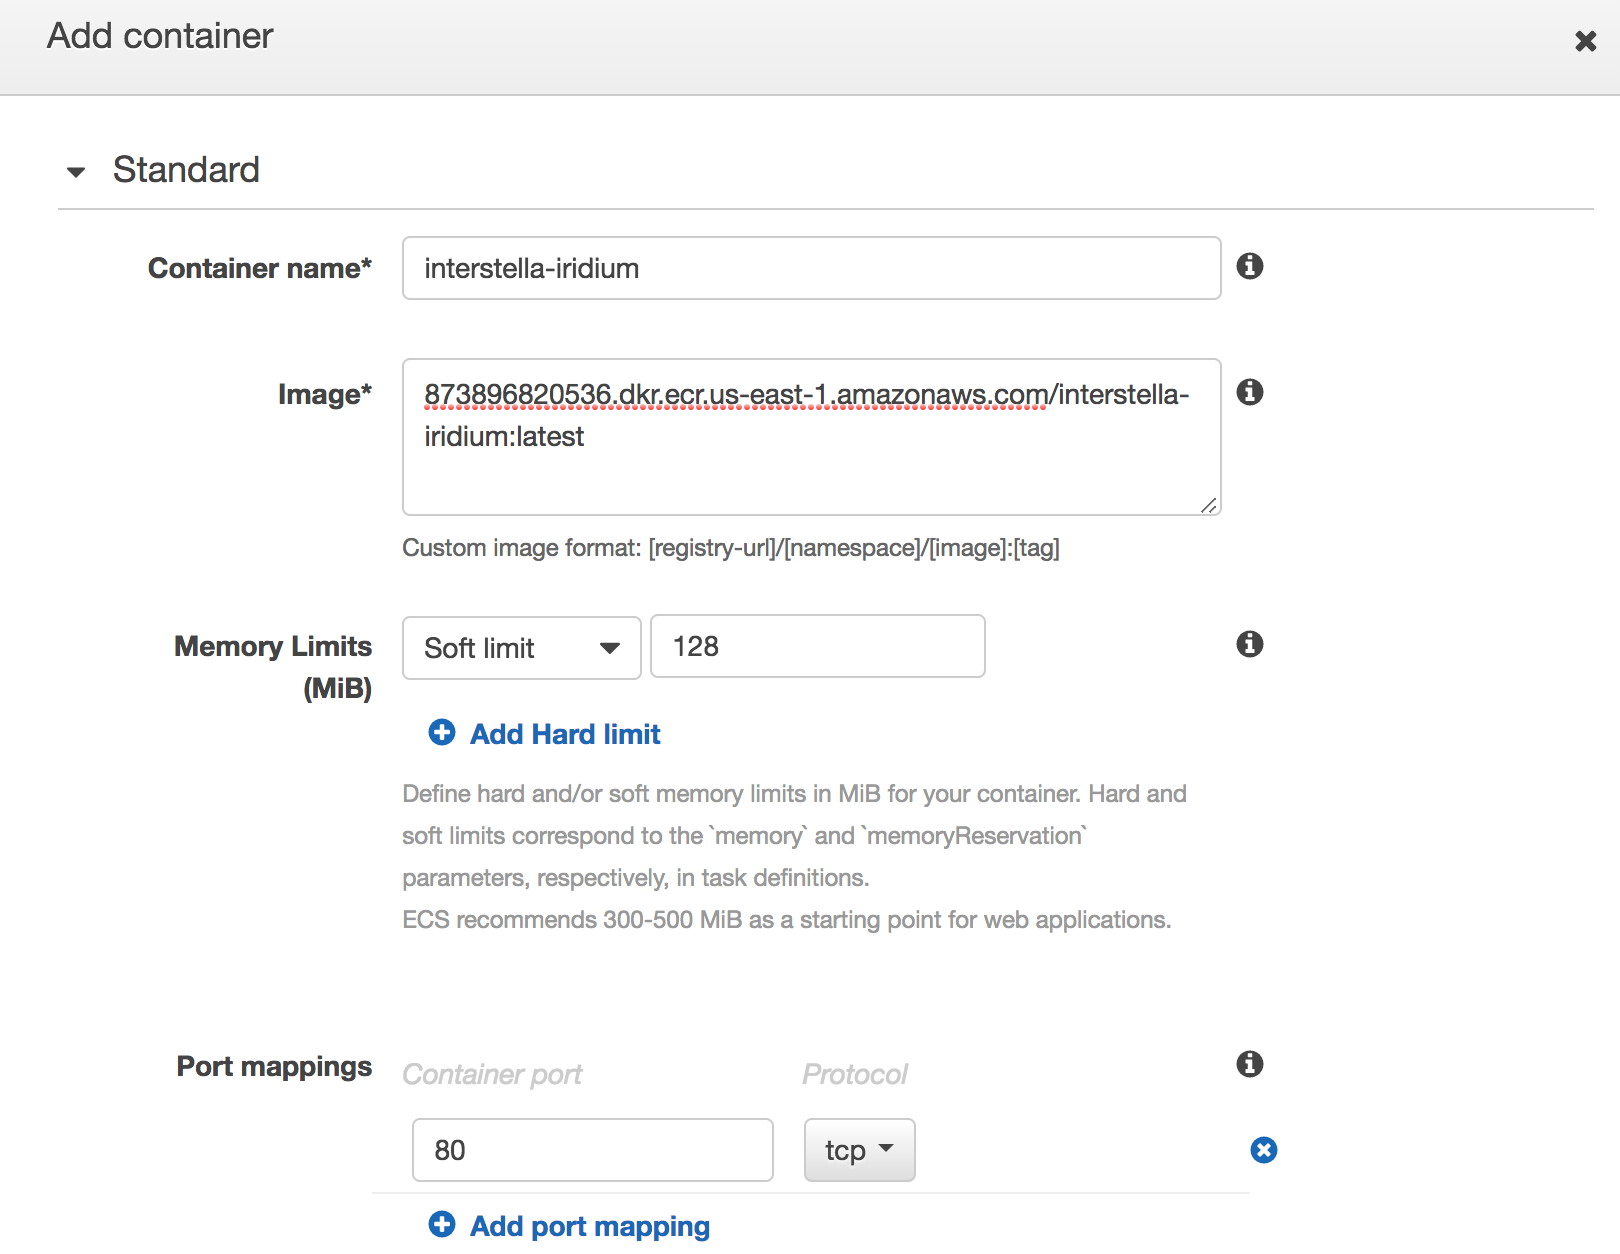 Add container
Standard
Container name*
interstella-iridium
Image*
873896820536.dkr.ecr.us-east-1.amazonaws.com/interstella-
iridium:latest
Custom image format: [registry-url]/[namespace]/[image]:[tag]
Memory Limits
(MiB)
Soft limit
128
Add Hard limit
Define hard and/or soft memory limits in MiB for your container. Hard and
soft limits correspond to the `memory` and `memoryReservation`
parameters, respectively, in task definitions.
ECS recommends 300-500 MiB as a starting point for web applications.
Port mappings
Container port
Protocol
80
tcp
Add port mapping